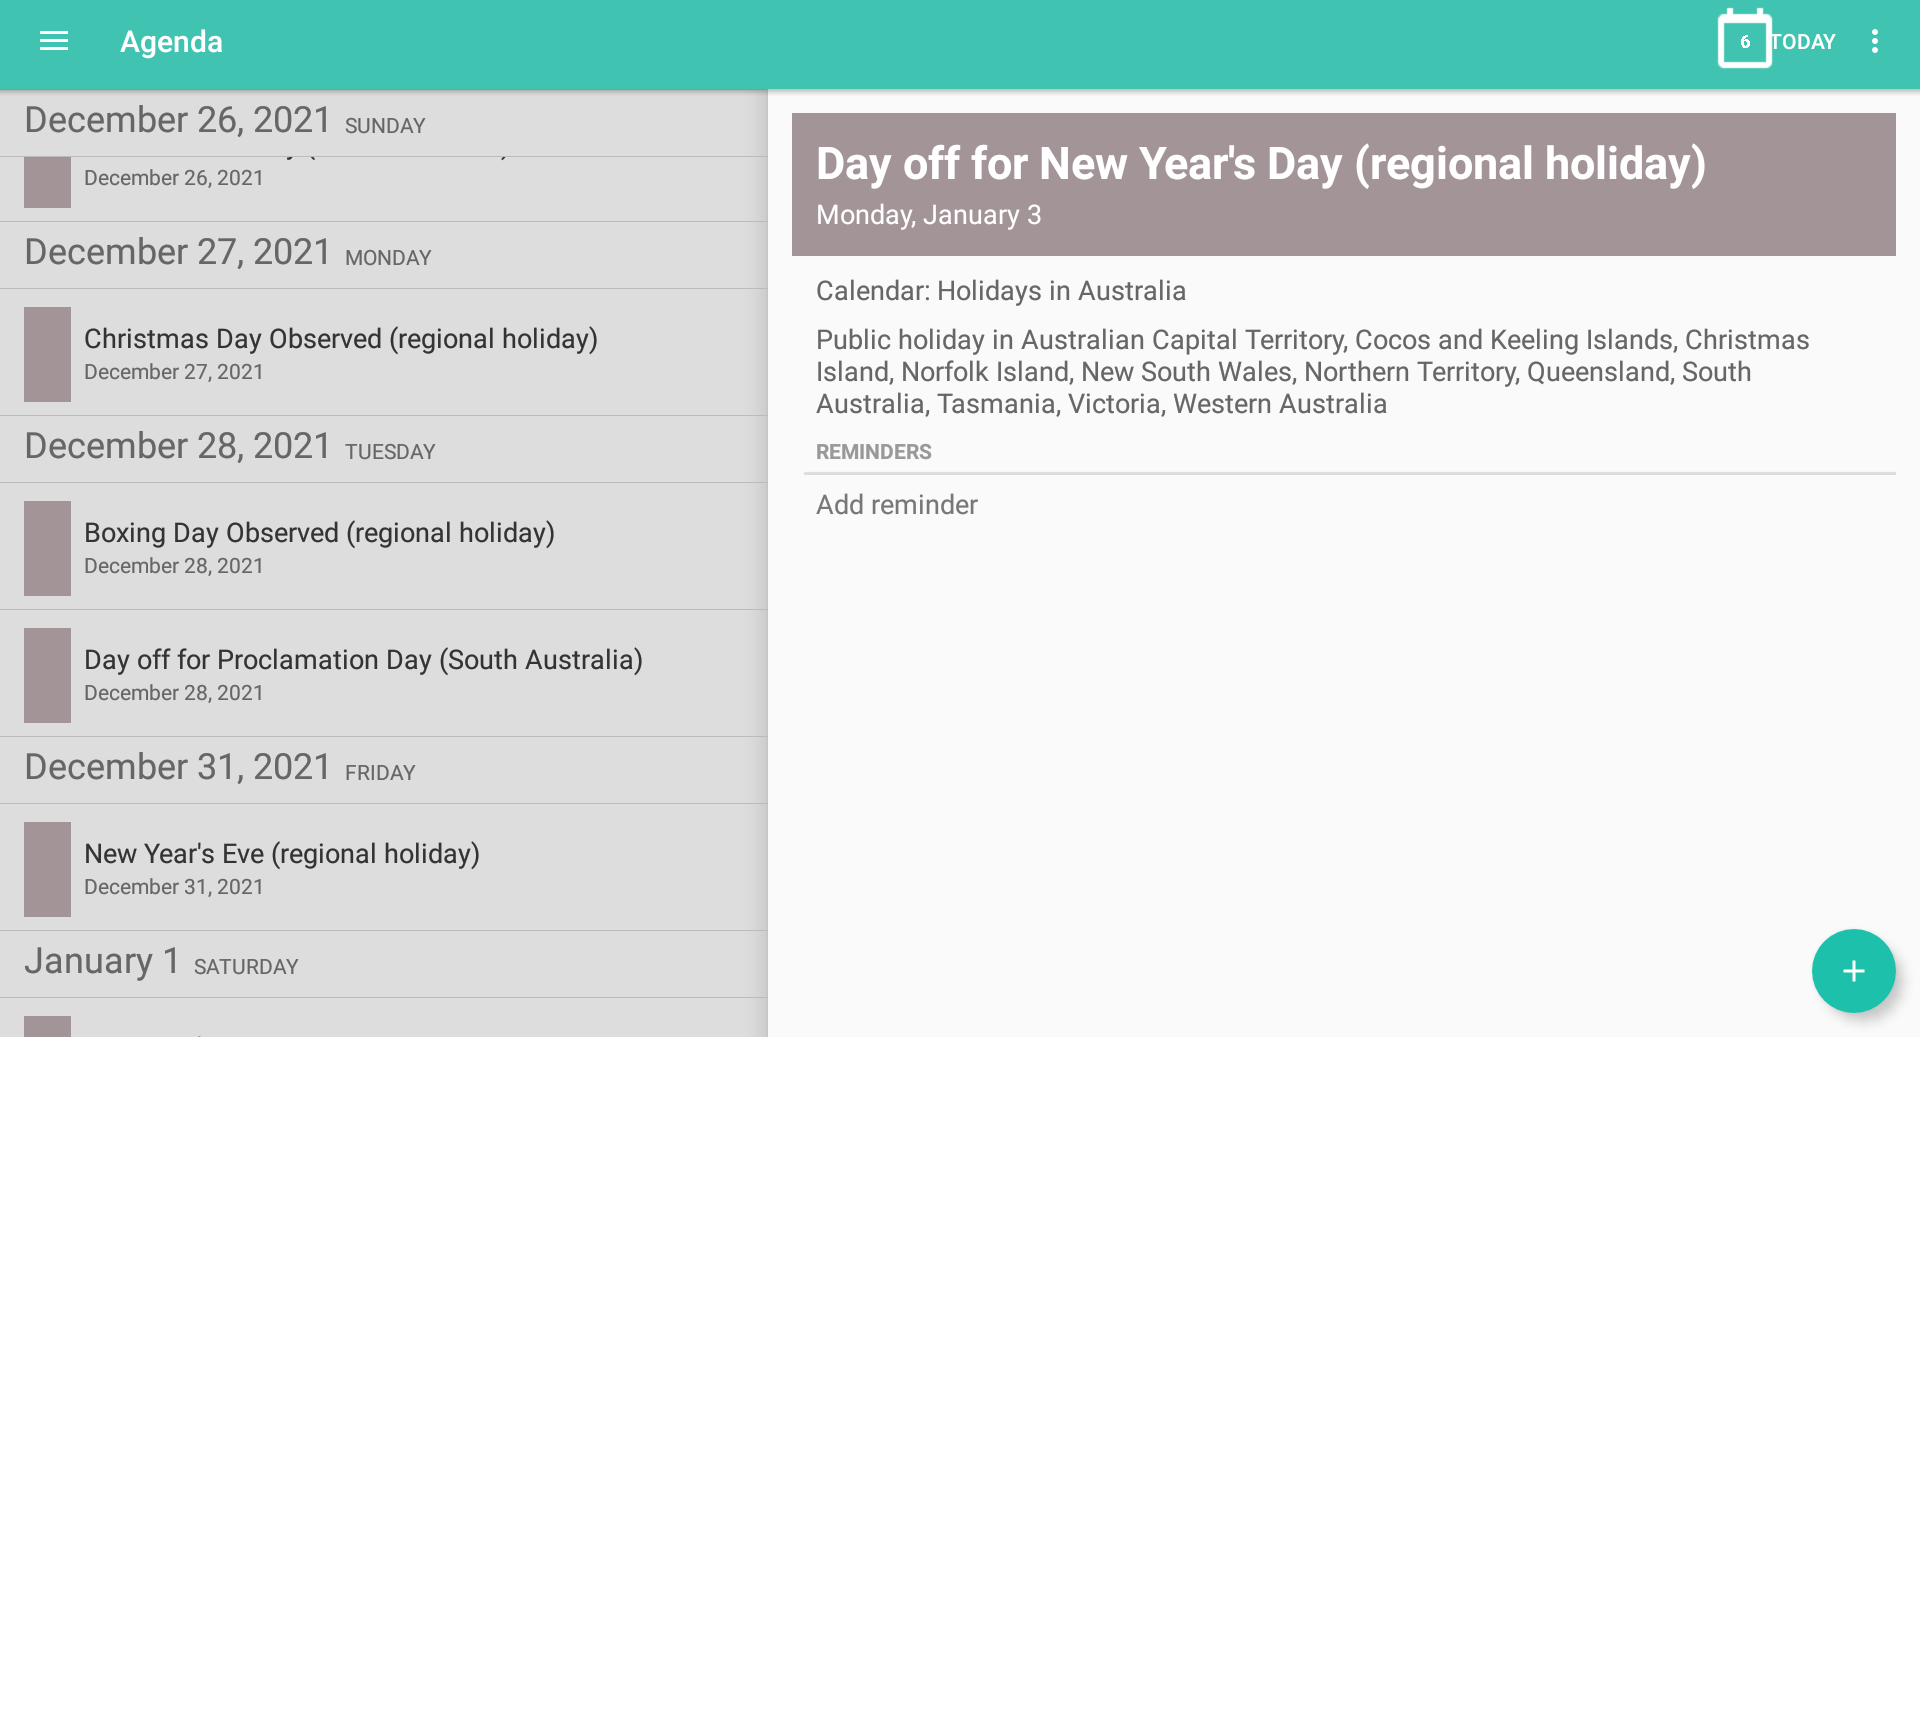 Agenda
6 TODAY
December 26, 2021 SUNDAY
December 26, 2021
December 27, 2021 MONDAY
Christmas Day Observed (regional holiday)
December 27, 2021
December 28, 2021 TUESDAY
Boxing Day Observed (regional holiday)
December 28, 2021
Day off for Proclamation Day (South Australia)
December 28, 2021
December 31, 2021 FRIDAY
New Year's Eve (regional holiday)
December 31, 2021
January 1 SATURDAY
Day off for New Year's Day (regional holiday)
Monday, January 3
Calendar: Holidays in Australia
Public holiday in Australian Capital Territory, Cocos and Keeling Islands, Christmas
Island, Norfolk Island, New South Wales, Northern Territory, Queensland, South
Australia, Tasmania, Victoria, Western Australia
REMINDERS
Add reminder